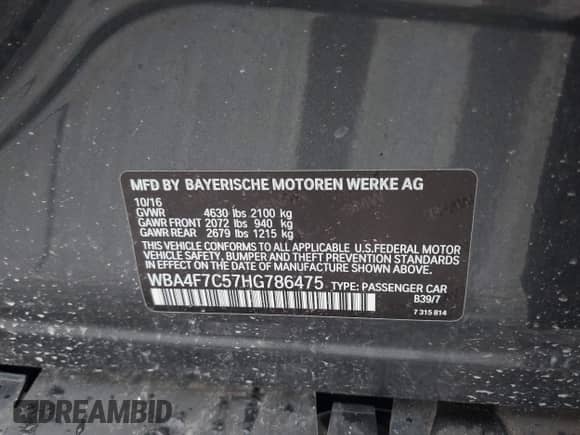 MFD BY BAYERISCHE MOTOREN WERKE AG
10/16
GVWR 4630 lbs 2100 kg
GAWR FRONT 2072 lbs 940 kg
GAWR REAR 2679 lbs 1215 kg
THIS VEHICLE CONFORMS TO ALL APPLICABLE U.S.FEDERAL MOTOR
VEHICLE SAFETY, BUMPER AND THEFT PREVENTION STANDARDS
IN EFFECT ON THE DATE OF MANUFACTURE SHOWN ABOVE.
WBA4F7C57HG786475 TYPE: PASSENGER CAR
B39/7
7 315 814
DREAMBID